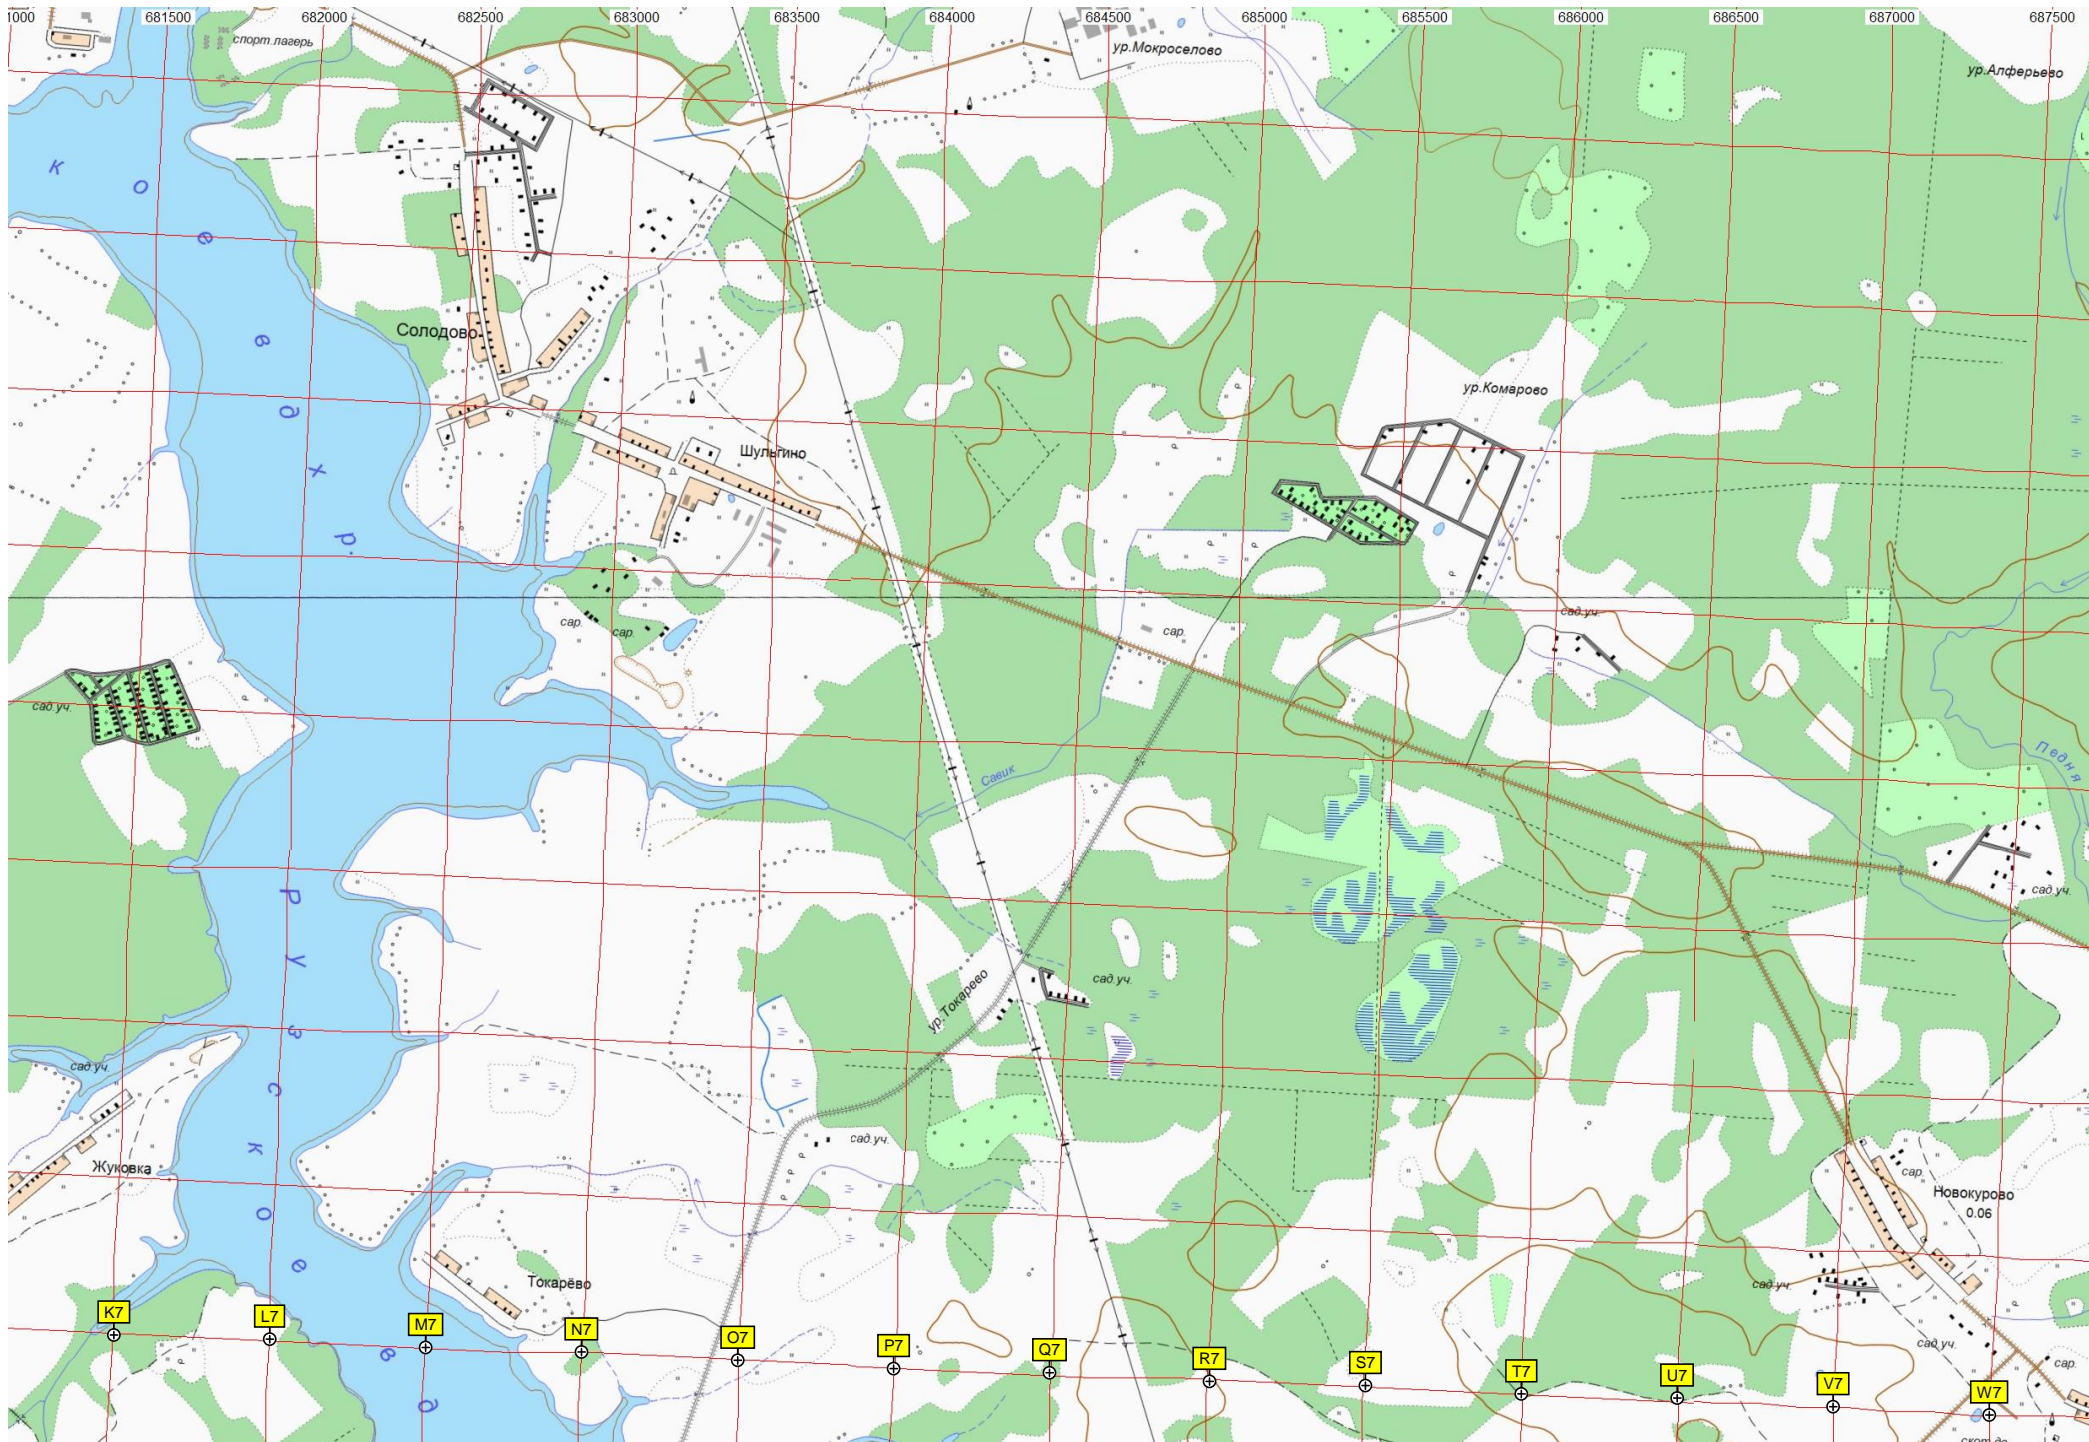 1000 681500 682000 682500 683000 683500 684000 684500 685000 685500 686000 686500 687000 687500
спорт.лагерь
ур.Мокроселово
ур.Алферьево
к о е в д х р.
Солодово
ур.Комарово
Шульгино
сад.уч.
сар.
сар.
сар.
сад.уч.
Педня
Савик
сад.уч.
Р у з с к о е в д
ур.Токарево
сад.уч.
сад.уч.
Жуковка
сад.уч.
сар.
Новокурово
0.06
Токарёво
сад.уч.
сад.уч.
сар.
K7 L7 M7 N7 O7 P7 Q7 R7 S7 T7 U7 V7 W7